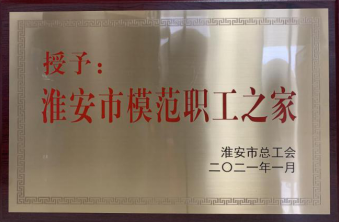 授予：
淮安市模范职工之家
淮安市总工会
二〇二一年一月